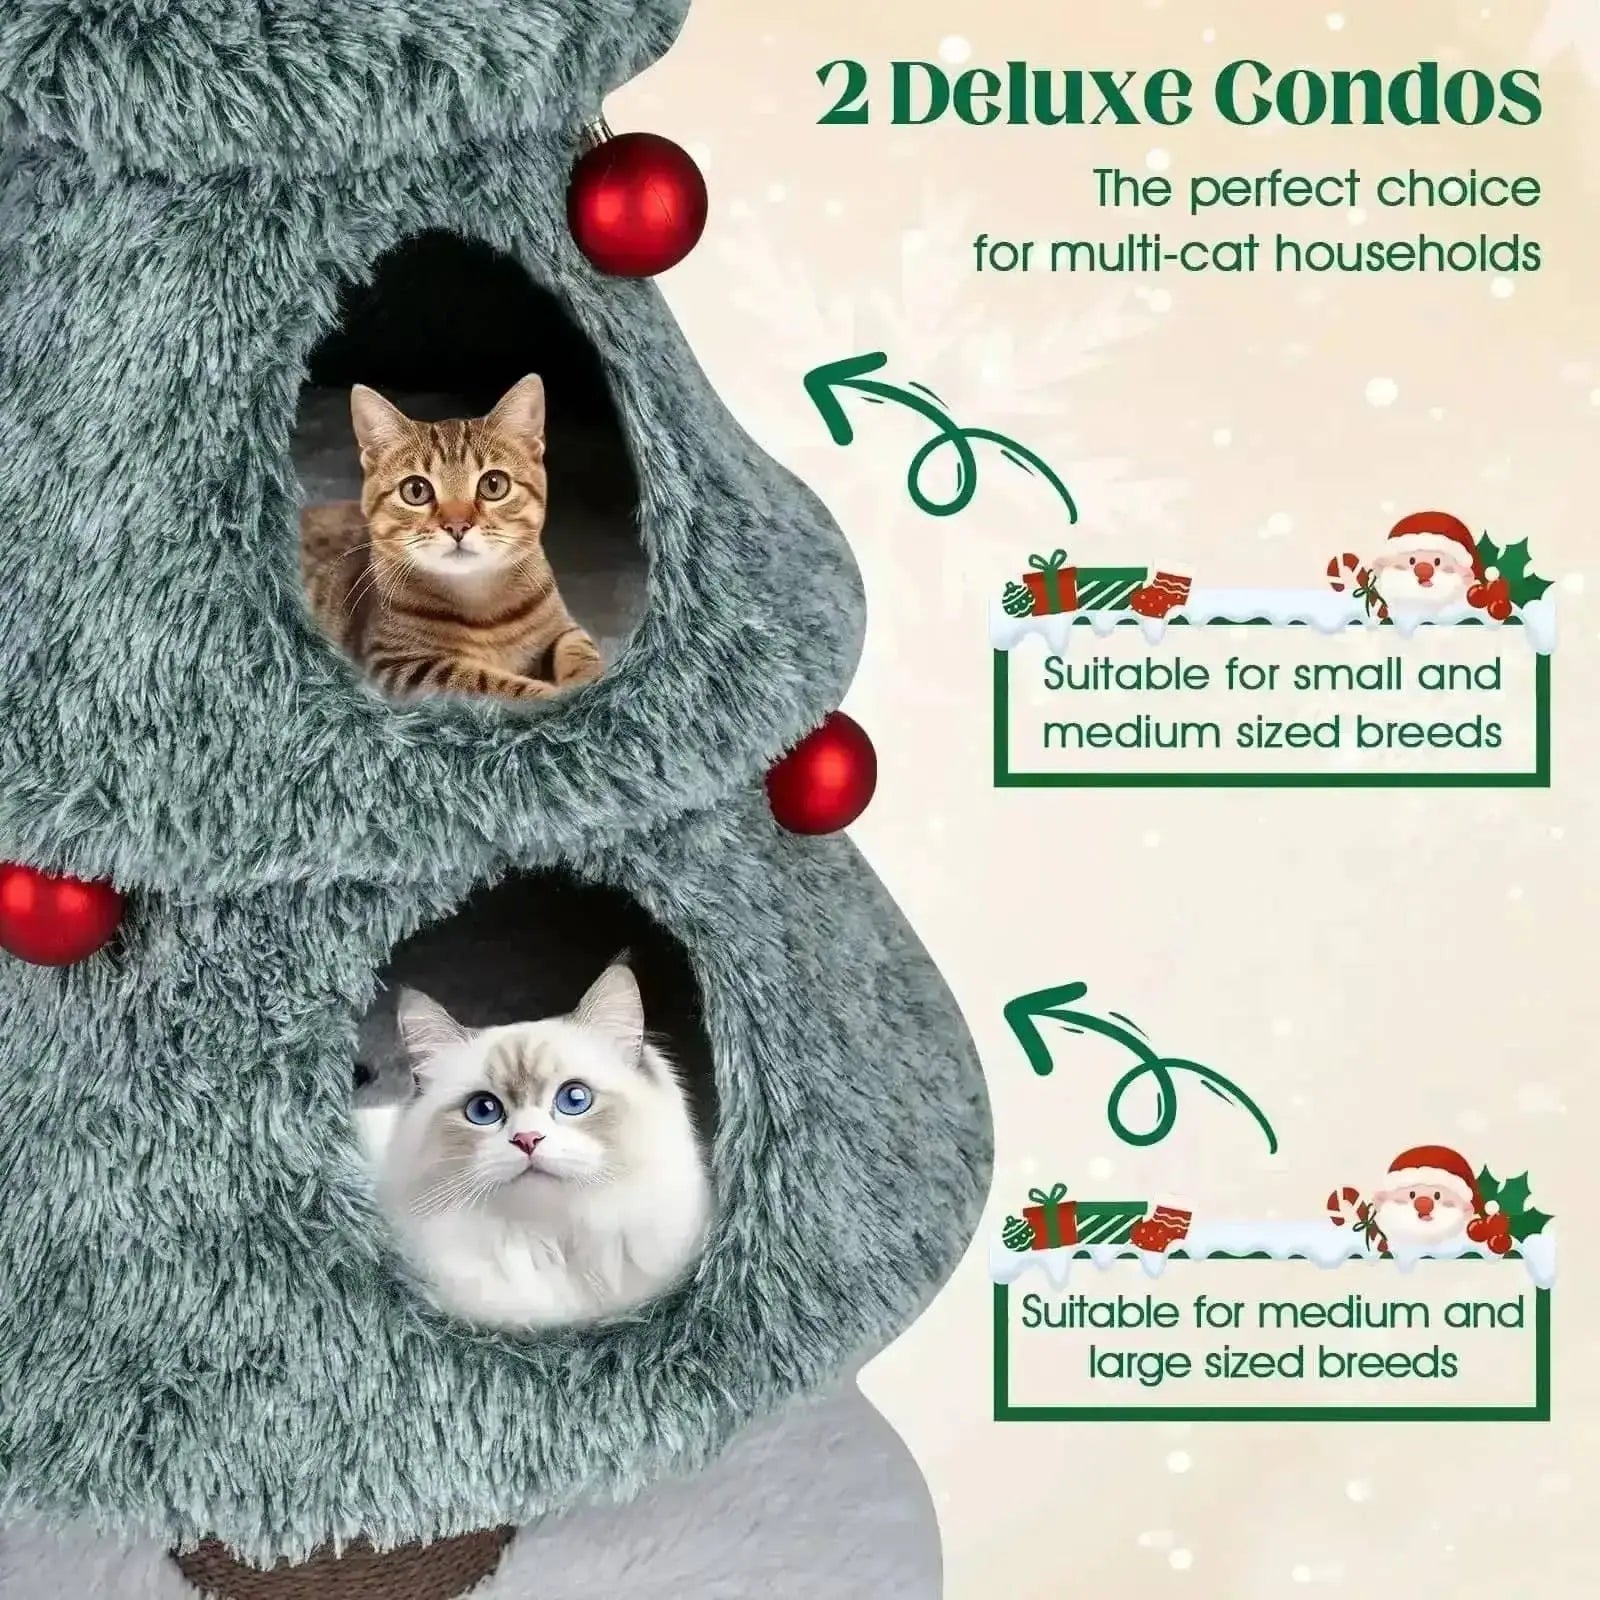 2 Deluxe Condos
The perfect choice
for multi-cat households
Suitable for small and
medium sized breeds
Suitable for medium and
large sized breeds